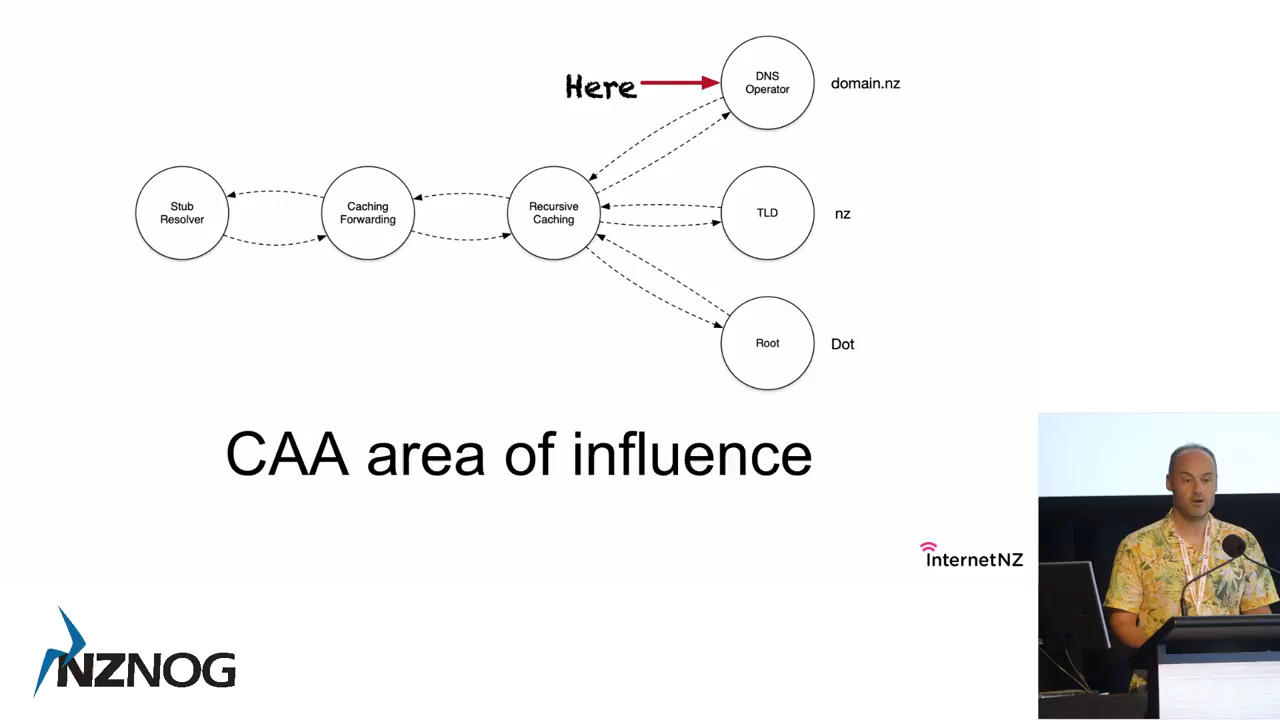 Here
DNS
Operator
domain.nz
Stub
Resolver
Caching
Forwarding
Recursive
Caching
TLD
nz
Root
Dot
CAA area of influence
InternetNZ
NZNOG